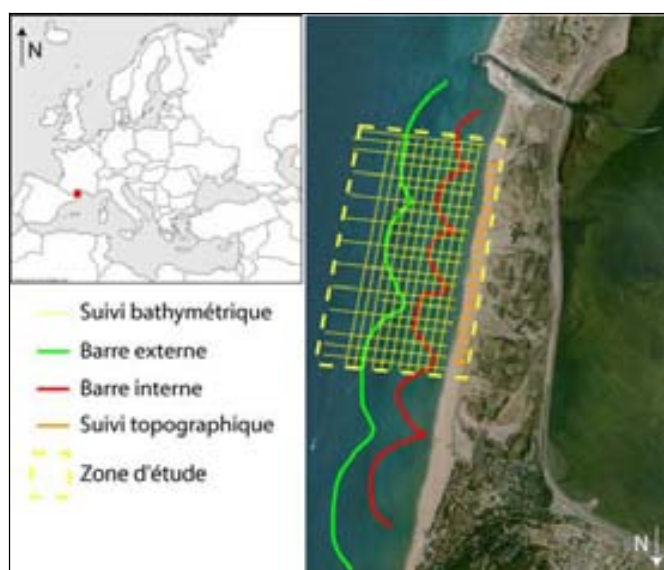 N
Suivi bathymétrique
Barre externe
Barre interne
Suivi topographique
Zone d'étude
N